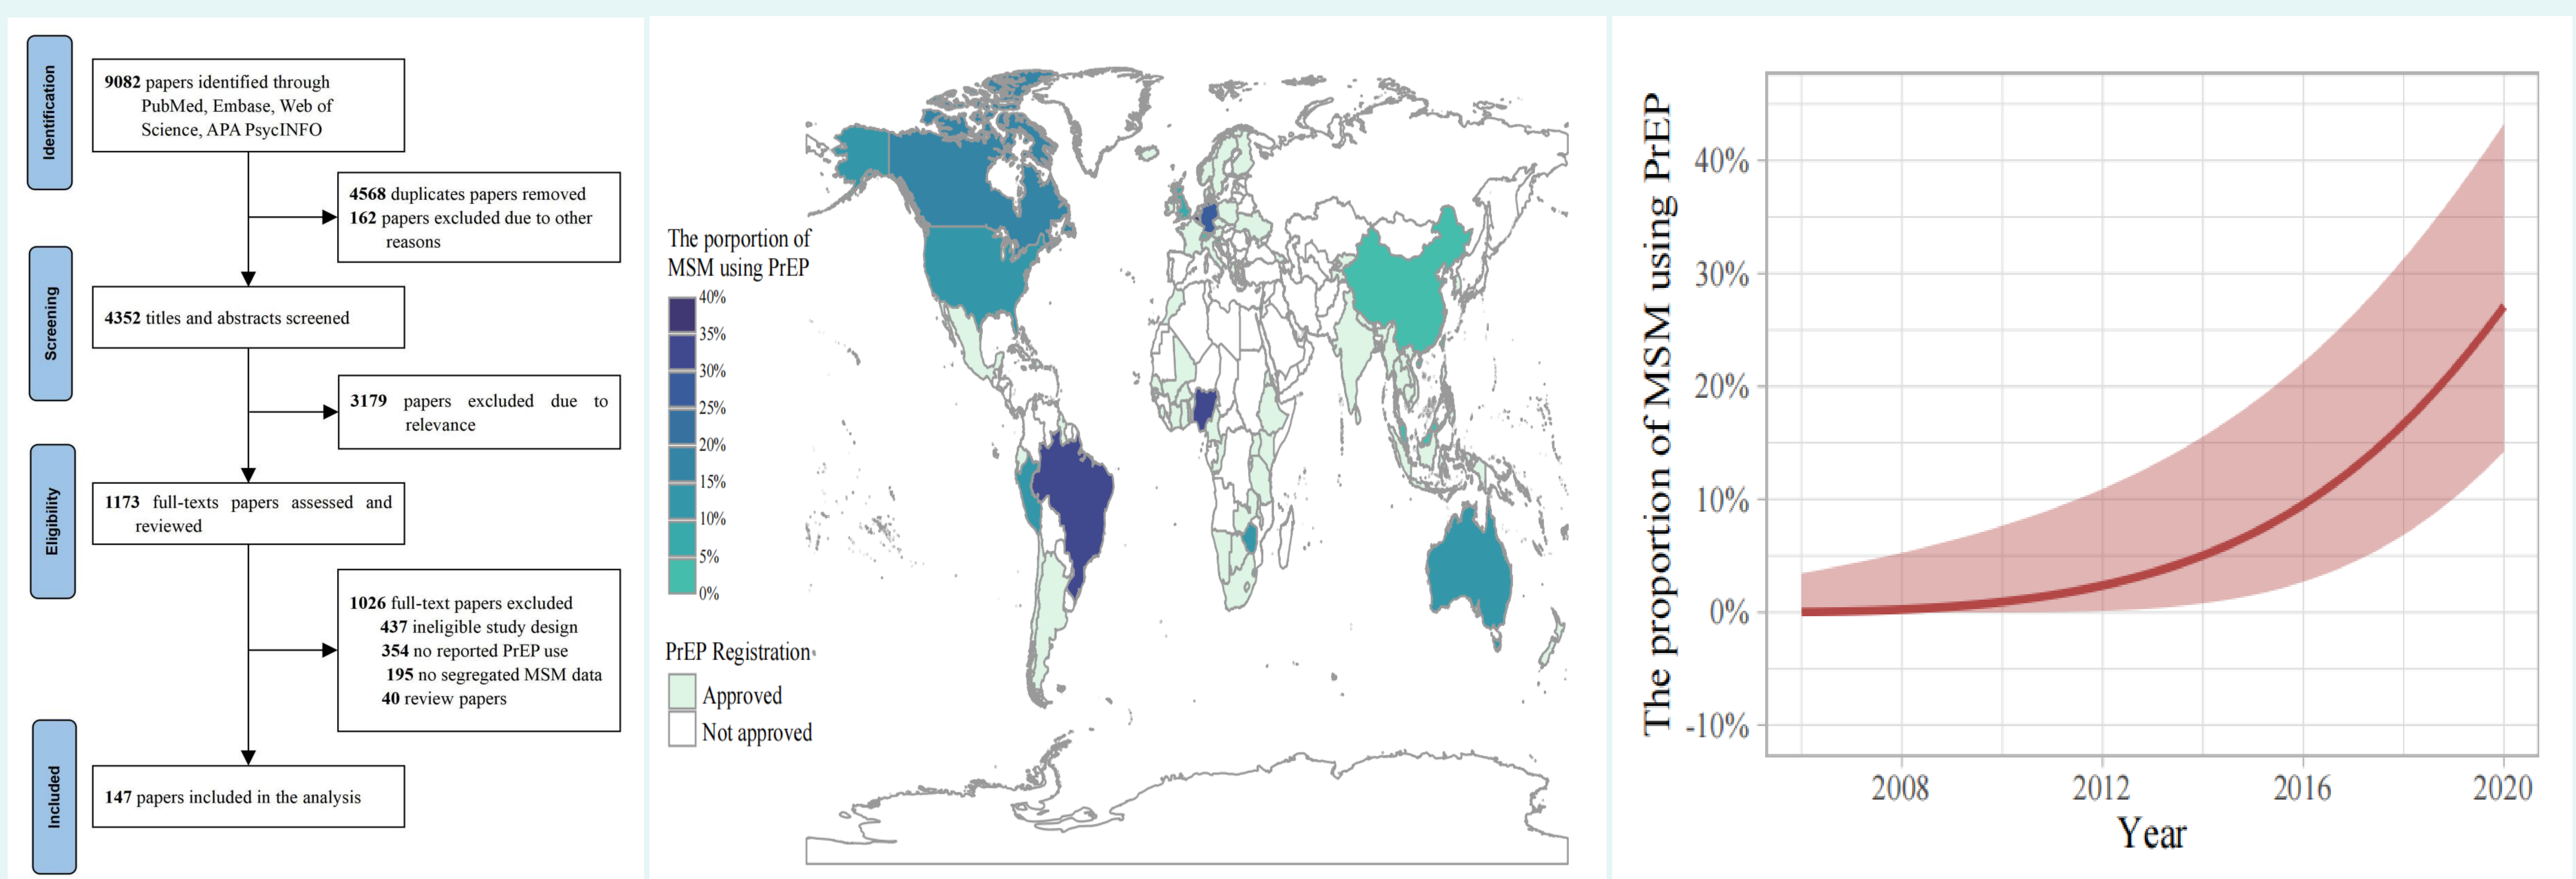 Identification
9082 papers identified through
PubMed, Embase, Web of
Science, APA PsycINFO
4568 duplicates papers removed
162 papers excluded due to other
reasons
Screening
4352 titles and abstracts screened
3179 papers excluded due to
relevance
Eligibility
1173 full-texts papers assessed and
reviewed
1026 full-text papers excluded
437 ineligible study design
354 no reported PrEP use
195 no segregated MSM data
40 review papers
Included
147 papers included in the analysis
The porportion of
MSM using PrEP
40%
35%
30%
25%
20%
15%
10%
5%
0%
PrEP Registration
Approved
Not approved
The proportion of MSM using PrEP
40%
30%
20%
10%
0%
-10%
2008
2012
2016
2020
Year